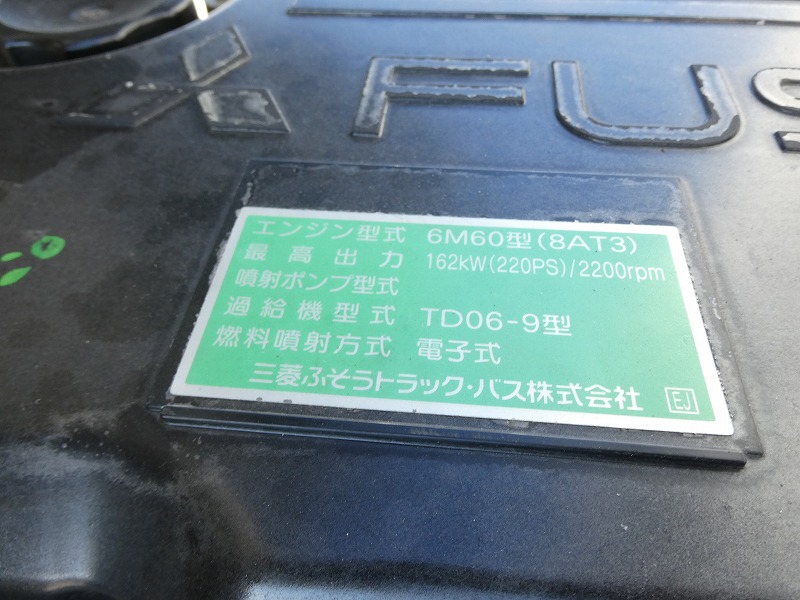 FUS
エンジン型式 6M60型(8AT3)
最高出力 162kW(220PS)/2200rpm
噴射ポンプ型式
過給機型式 TD06-9型
燃料噴射方式 電子式
三菱ふそうトラック・バス株式会社 EJ